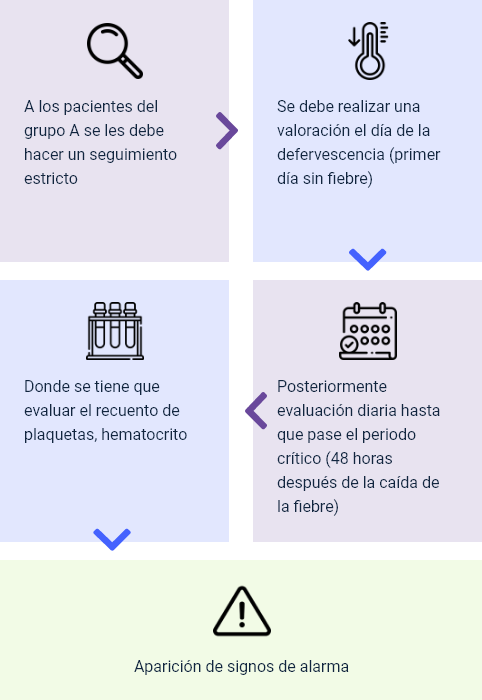 A los pacientes del
grupo A se les debe
hacer un seguimiento
estricto
Se debe realizar una
valoración el día de la
defervescencia (primer
día sin fiebre)
Posteriormente
evaluación diaria hasta
que pase el periodo
crítico (48 horas
después de la caída de
la fiebre)
Donde se tiene que
evaluar el recuento de
plaquetas, hematocrito
Aparición de signos de alarma